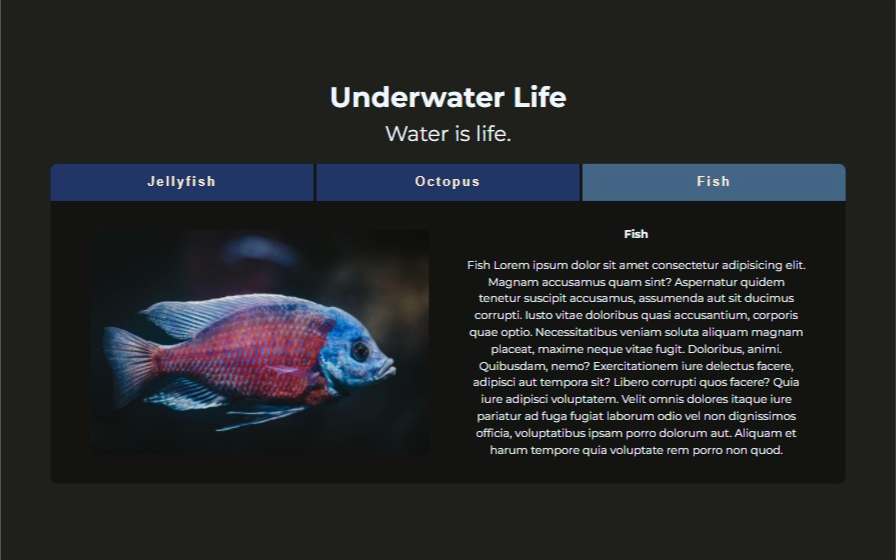 Underwater Life
Water is life.
Jellyfish
Octopus
Fish
Fish
Fish Lorem ipsum dolor sit amet consectetur adipisicing elit.
Magnam accusamus quam sint? Aspernatur quidem
tenetur suscipit accusamus, assumenda aut sit ducimus
corrupti. Iusto vitae doloribus quasi accusantium, corporis
quae optio. Necessitatibus veniam soluta aliquam magnam
placeat, maxime neque vitae fugit. Doloribus, animi.
Quibusdam, nemo? Exercitationem iure delectus facere,
adipisci aut tempora sit? Libero corrupti quos facere? Quia
iure adipisci voluptatem. Velit omnis dolores itaque iure
pariatur ad fuga fugiat laborum odio vel non dignissimos
officia, voluptatibus ipsam porro dolorum aut. Aliquam et
harum tempore quia voluptate rem porro non quod.